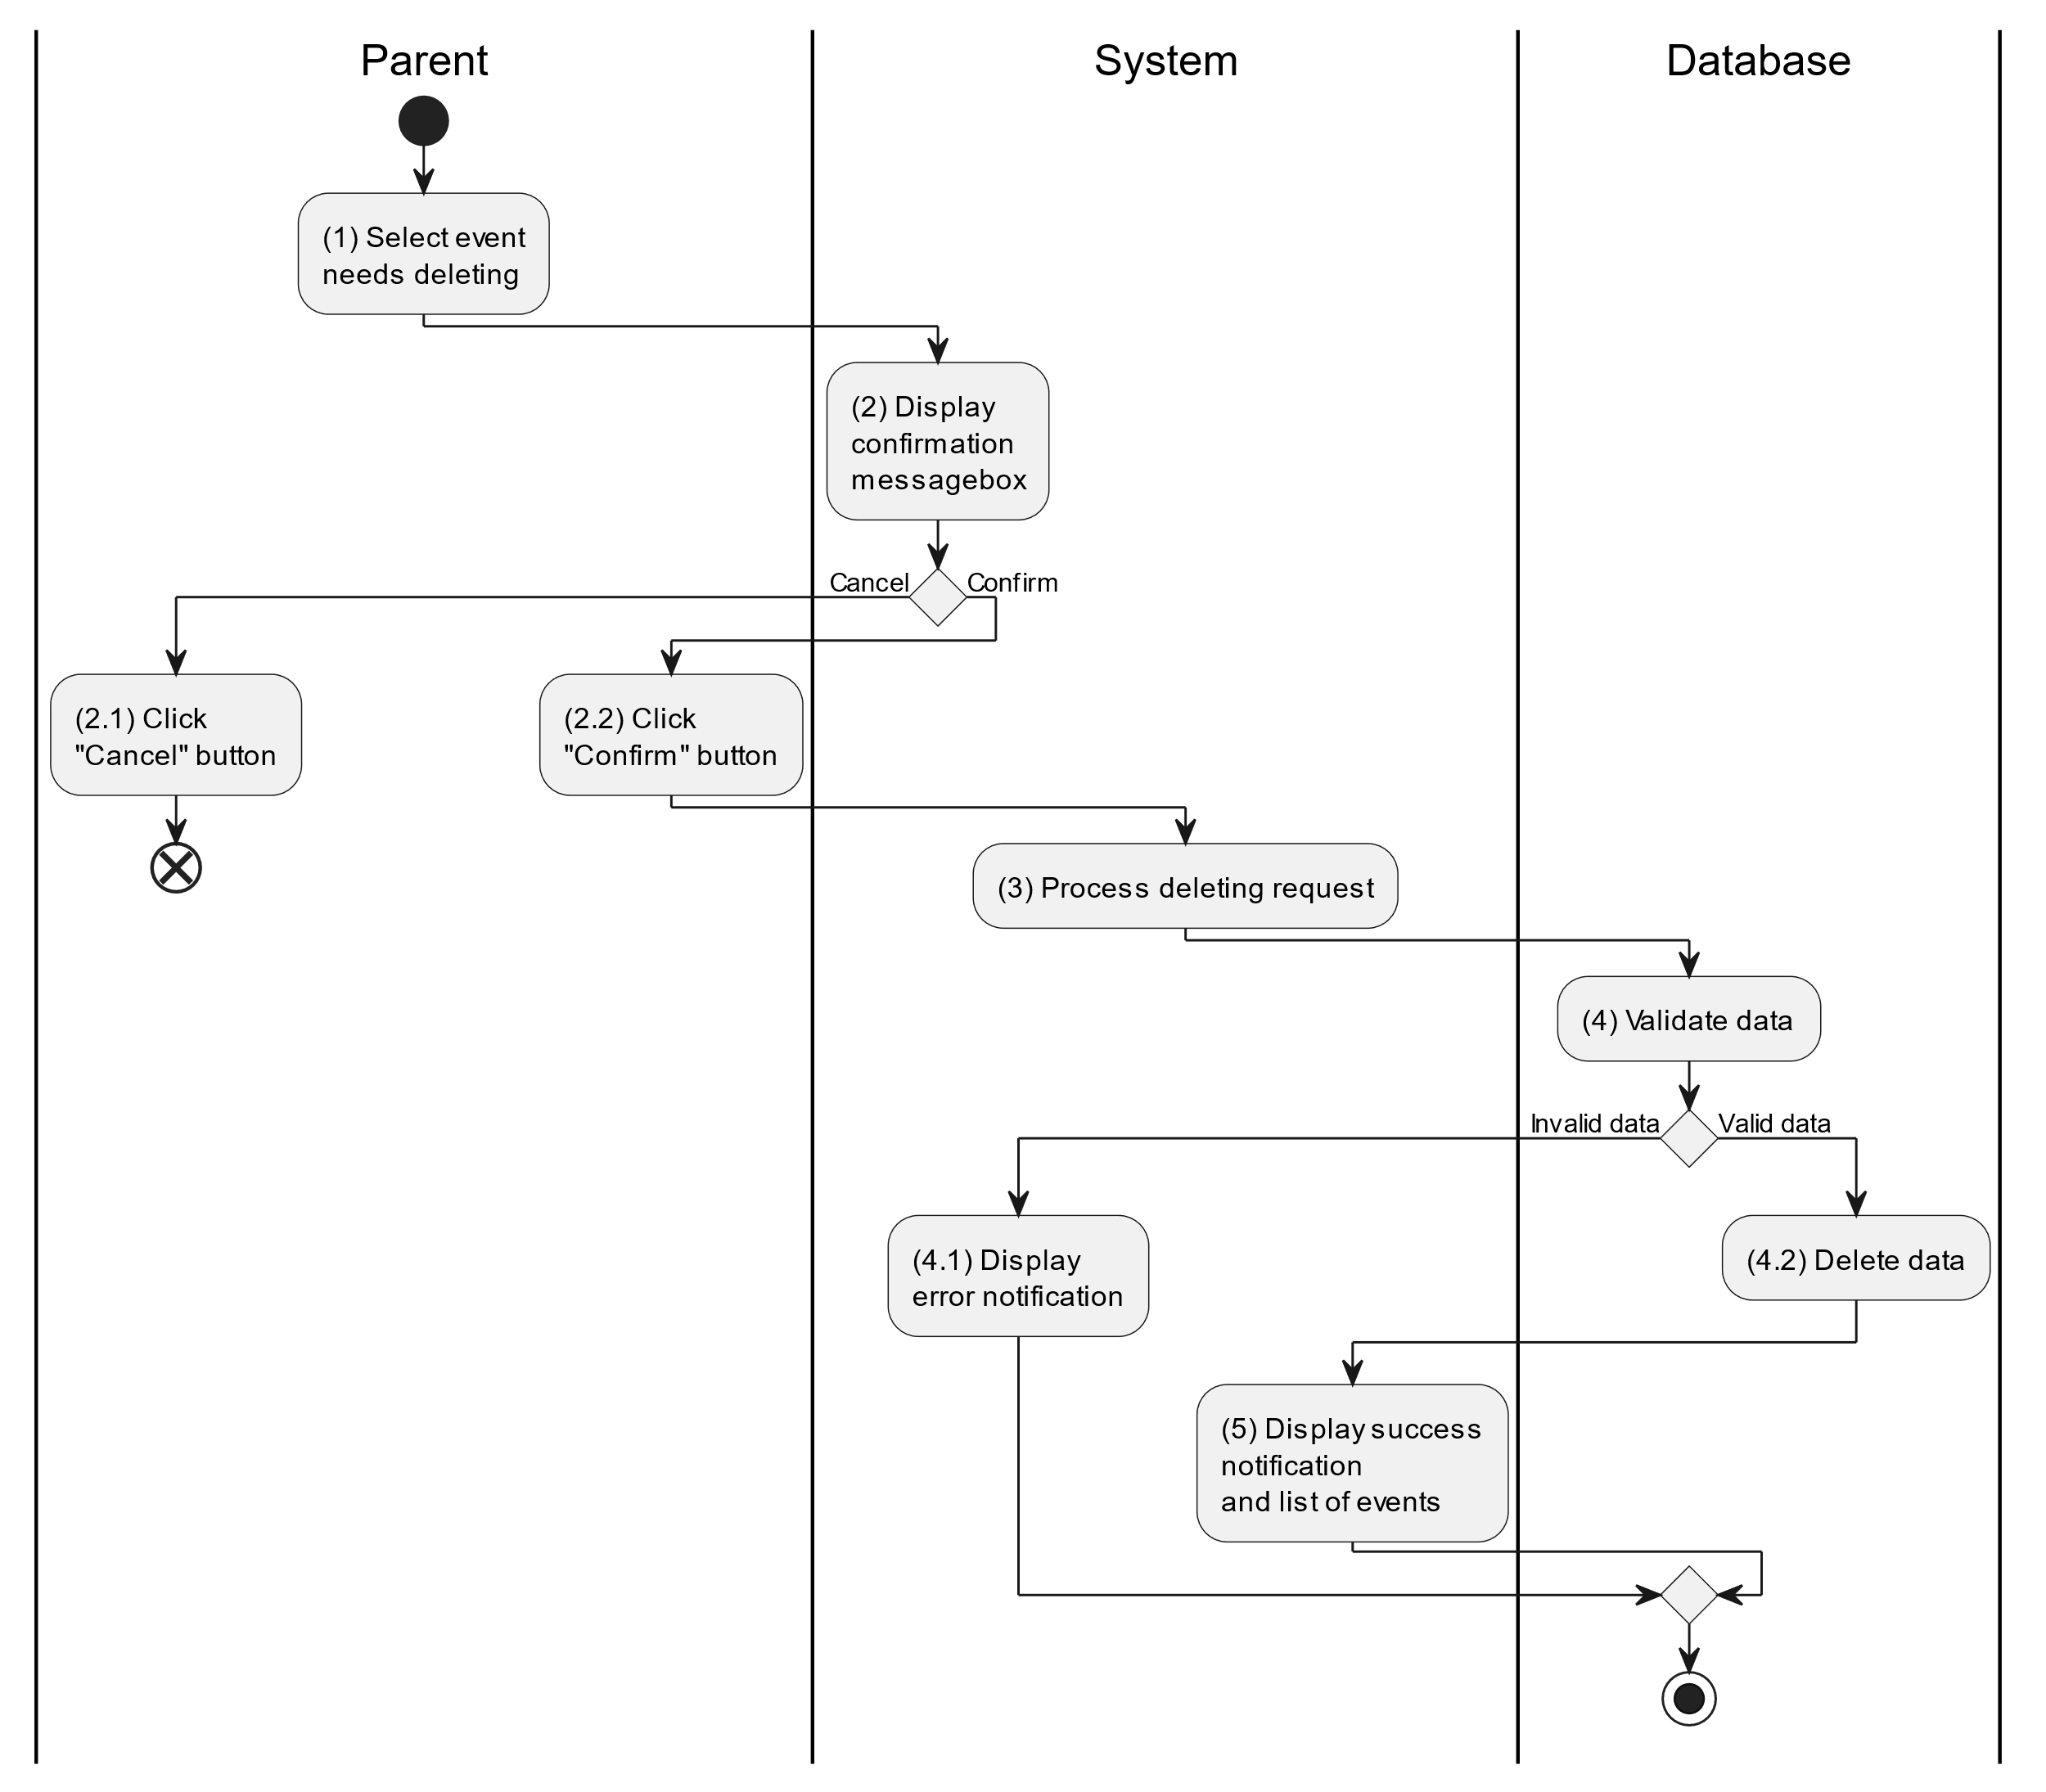 Parent
System
Database
(1) Select event
needs deleting
(2) Display
confirmation
messagebox
Cancel
Confirm
(2.1) Click
"Cancel" button
(2.2) Click
"Confirm" button
(3) Process deleting request
(4) Validate data
Invalid data
Valid data
(4.1) Display
error notification
(4.2) Delete data
(5) Display success
notification
and list of events